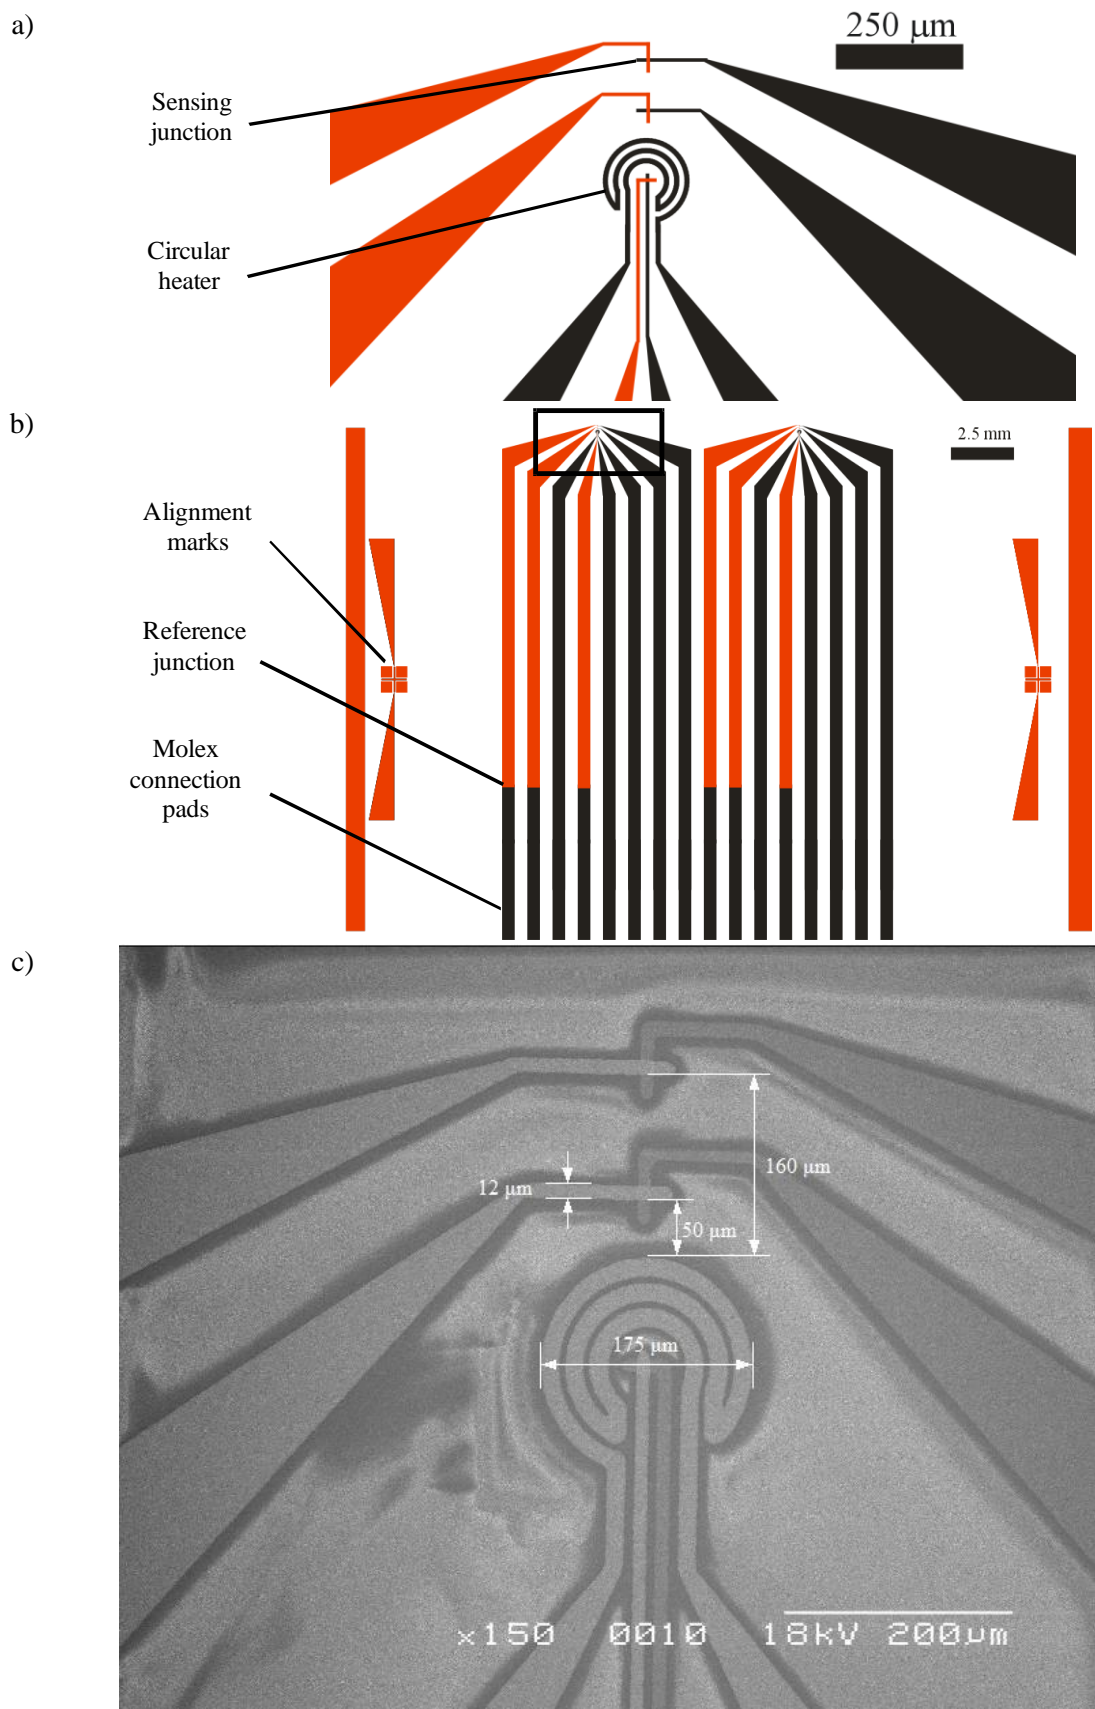 a)
250 μm
Sensing
junction
Circular
heater
b)
2.5 mm
Alignment
marks
Reference
junction
Molex
connection
pads
c)
160 μm
12 μm
50 μm
175 μm
x150 0010 18kV 200μm